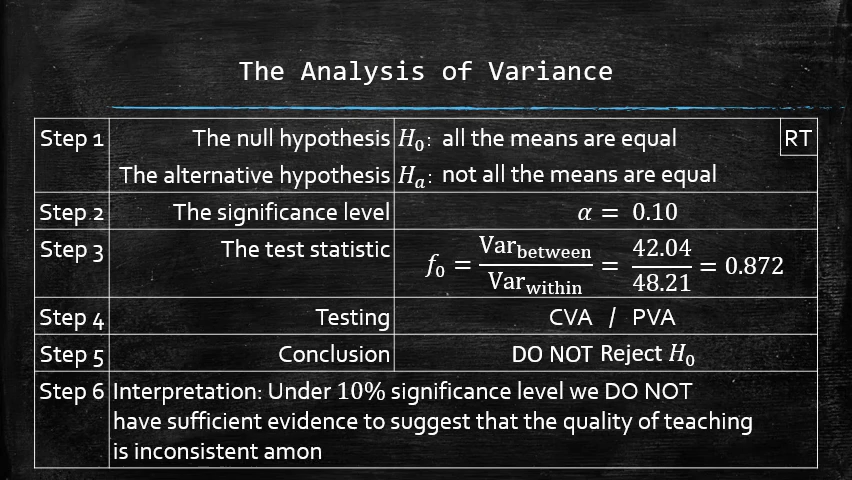 The Analysis of Variance
Step 1 The null hypothesis H₀: all the means are equal RT
The alternative hypothesis Hₐ: not all the means are equal
Step 2 The significance level α = 0.10
Step 3 The test statistic f₀ = Var_between / Var_within = 42.04 / 48.21 = 0.872
Step 4 Testing CVA / PVA
Step 5 Conclusion DO NOT Reject H₀
Step 6 Interpretation: Under 10% significance level we DO NOT
have sufficient evidence to suggest that the quality of teaching
is inconsistent amon